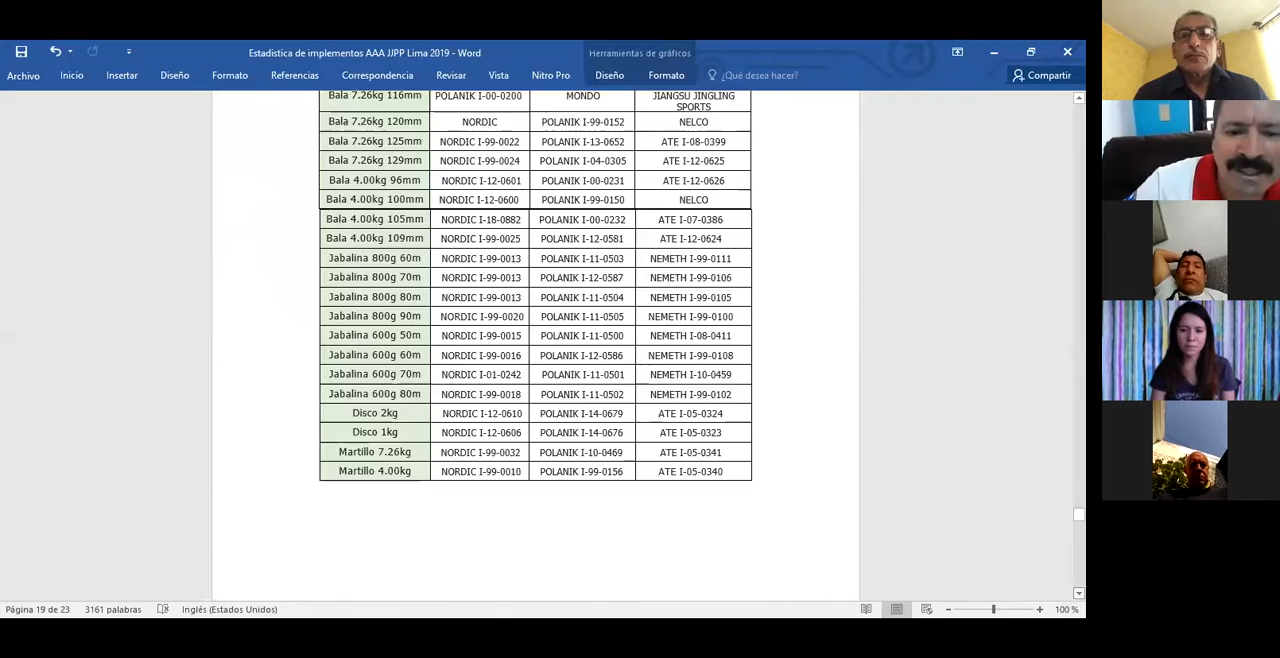 Estadistica de implementos AAA JJPP Lima 2019 - Word
Herramientas de gráficos
Archivo Inicio Insertar Diseño Formato Referencias Correspondencia Revisar Vista Nitro Pro Diseño Formato ¿Qué desea hacer? Compartir
Bala 7.26kg 116mm POLANIK I-00-0200 MONDO JIANGSU JINGLING
SPORTS
Bala 7.26kg 120mm NORDIC POLANIK I-99-0152 NELCO
Bala 7.26kg 125mm NORDIC I-99-0022 POLANIK I-13-0652 ATE I-08-0399
Bala 7.26kg 129mm NORDIC I-99-0024 POLANIK I-04-0305 ATE I-12-0625
Bala 4.00kg 96mm NORDIC I-12-0601 POLANIK I-00-0231 ATE I-12-0626
Bala 4.00kg 100mm NORDIC I-12-0600 POLANIK I-99-0150 NELCO
Bala 4.00kg 105mm NORDIC I-18-0882 POLANIK I-00-0232 ATE I-07-0386
Bala 4.00kg 109mm NORDIC I-99-0025 POLANIK I-12-0581 ATE I-12-0624
Jabalina 800g 60m NORDIC I-99-0013 POLANIK I-11-0503 NEMETH I-99-0111
Jabalina 800g 70m NORDIC I-99-0013 POLANIK I-12-0587 NEMETH I-99-0106
Jabalina 800g 80m NORDIC I-99-0013 POLANIK I-11-0504 NEMETH I-99-0105
Jabalina 800g 90m NORDIC I-99-0020 POLANIK I-11-0505 NEMETH I-99-0100
Jabalina 600g 50m NORDIC I-99-0015 POLANIK I-11-0500 NEMETH I-08-0411
Jabalina 600g 60m NORDIC I-99-0016 POLANIK I-12-0586 NEMETH I-99-0108
Jabalina 600g 70m NORDIC I-01-0242 POLANIK I-11-0501 NEMETH I-10-0459
Jabalina 600g 80m NORDIC I-99-0018 POLANIK I-11-0502 NEMETH I-99-0102
Disco 2kg NORDIC I-12-0610 POLANIK I-14-0679 ATE I-05-0324
Disco 1kg NORDIC I-12-0606 POLANIK I-14-0676 ATE I-05-0323
Martillo 7.26kg NORDIC I-99-0032 POLANIK I-10-0469 ATE I-05-0341
Martillo 4.00kg NORDIC I-99-0010 POLANIK I-99-0156 ATE I-05-0340
Página 19 de 23 3161 palabras Inglés (Estados Unidos) 100 %